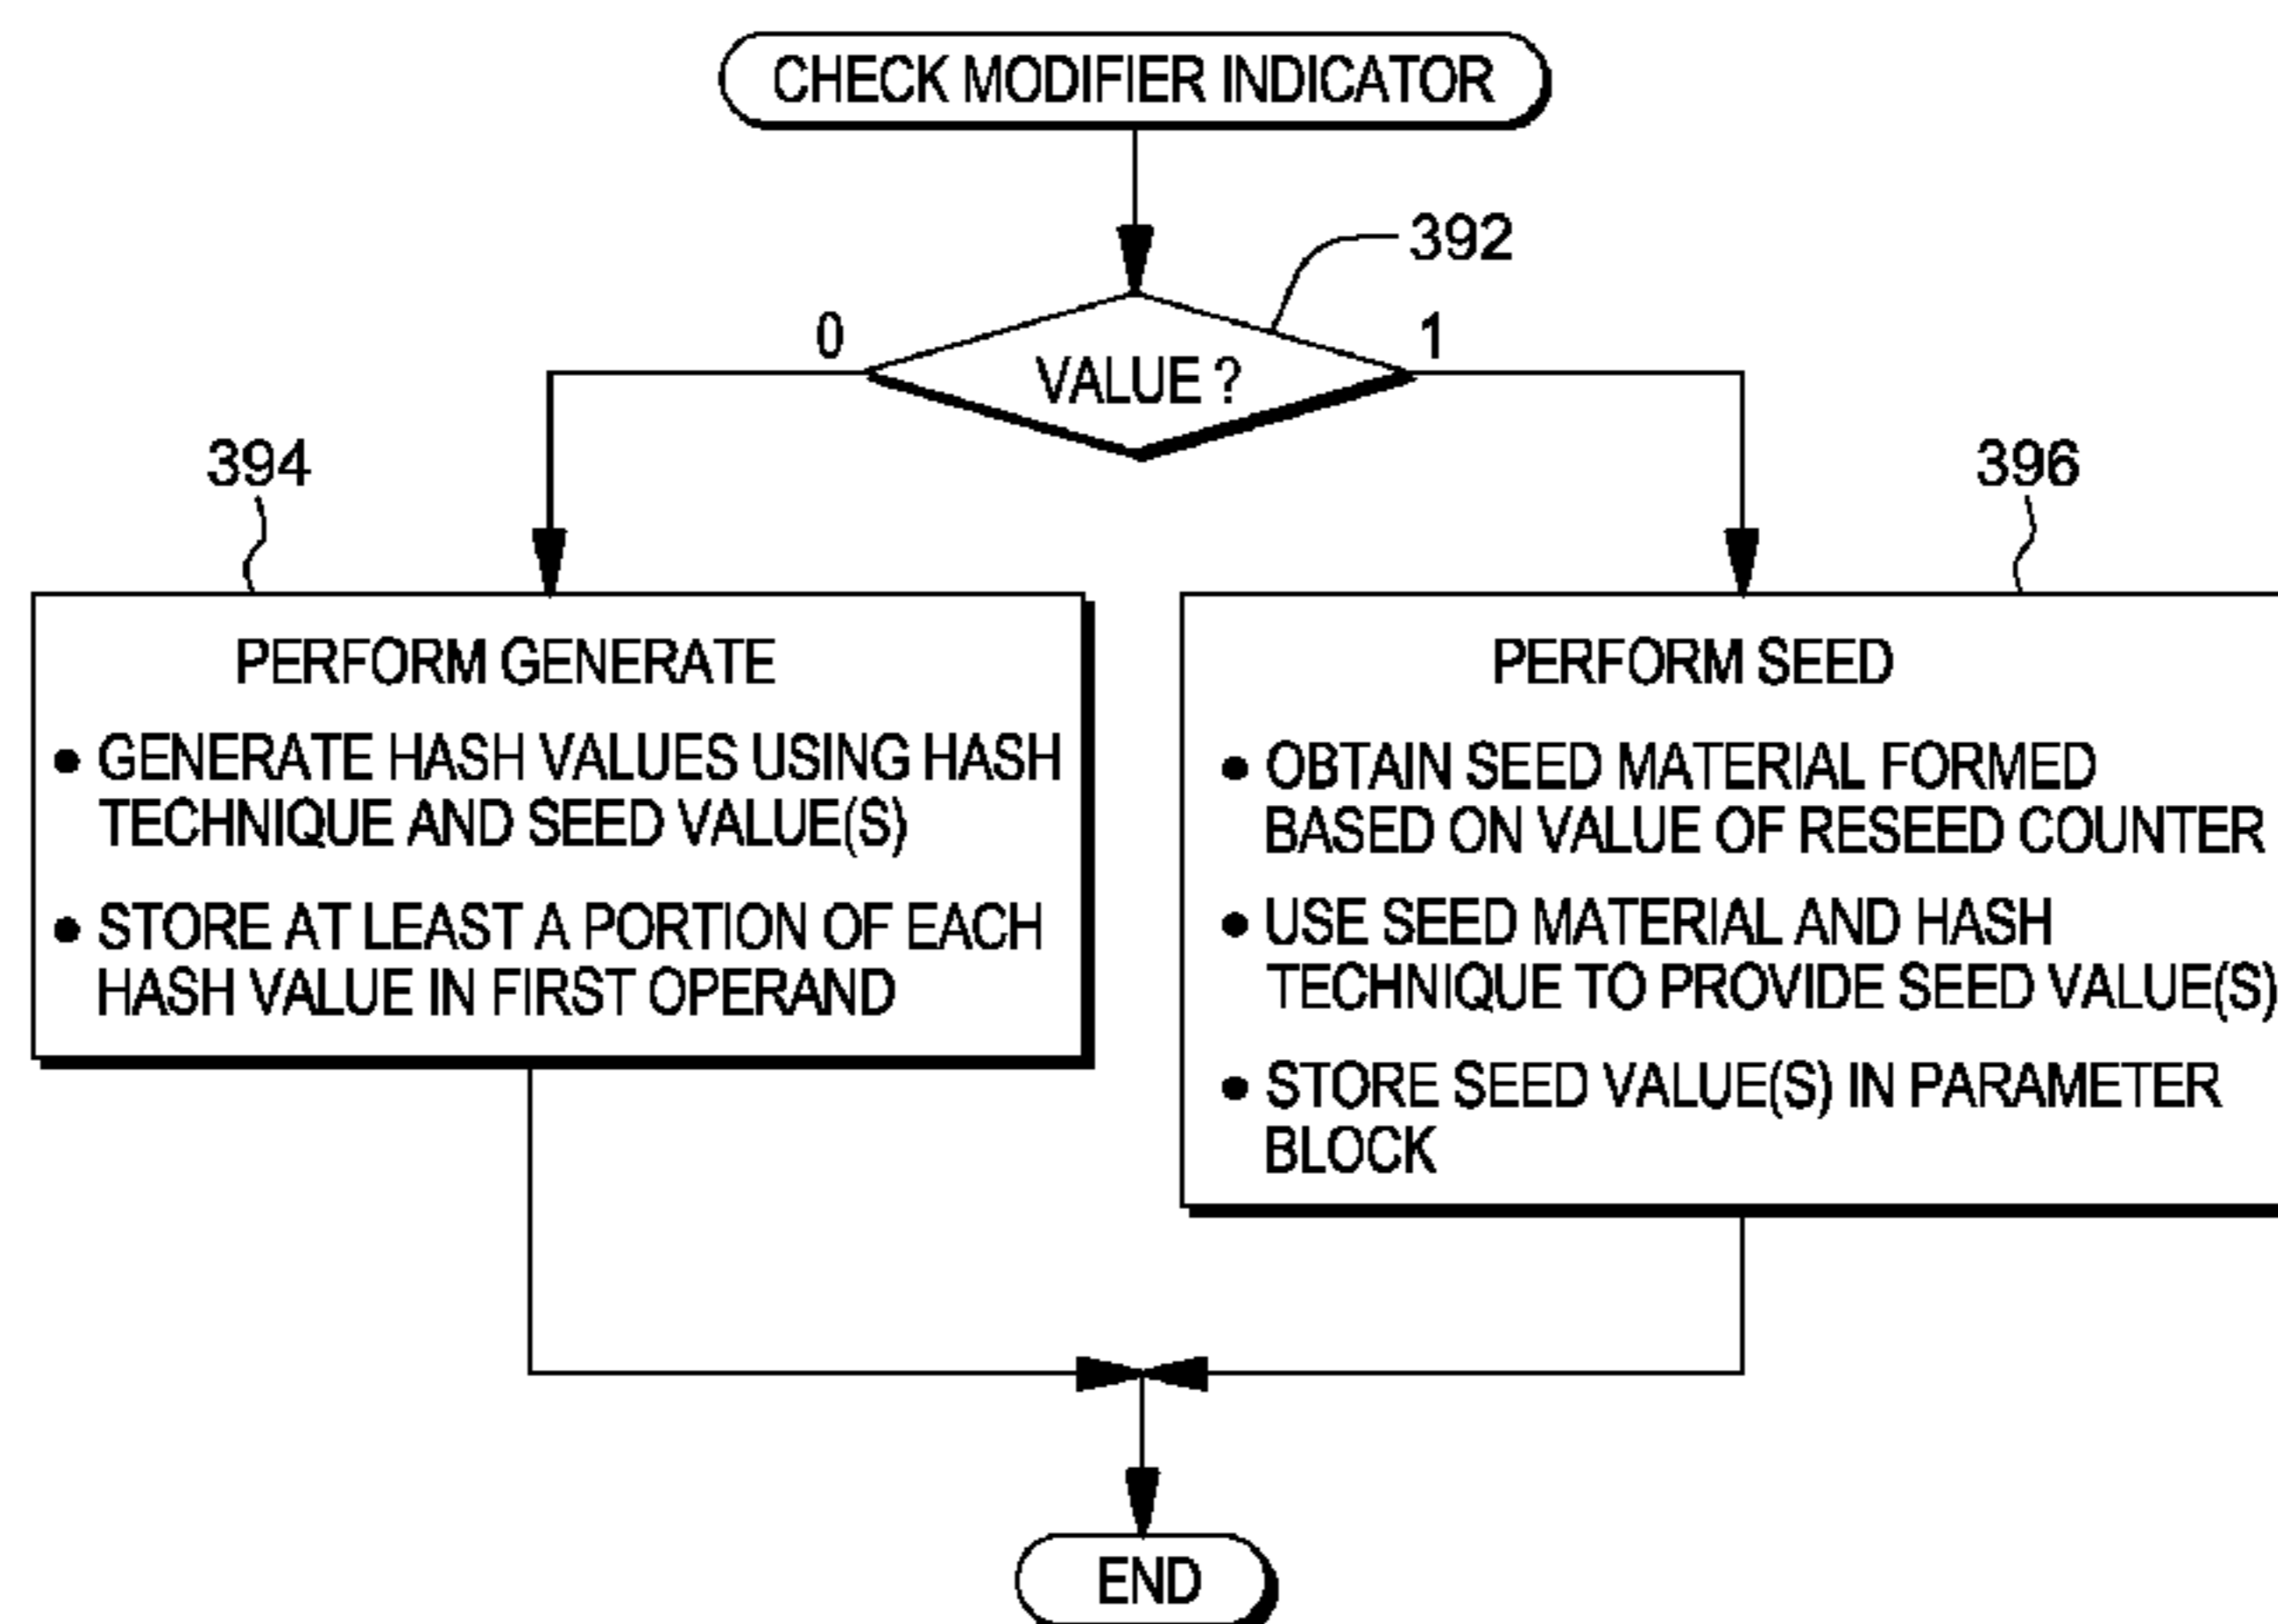 CHECK MODIFIER INDICATOR
392
0
1
VALUE ?
394
396
PERFORM GENERATE
● GENERATE HASH VALUES USING HASH
TECHNIQUE AND SEED VALUE(S)
● STORE AT LEAST A PORTION OF EACH
HASH VALUE IN FIRST OPERAND
PERFORM SEED
● OBTAIN SEED MATERIAL FORMED
BASED ON VALUE OF RESEED COUNTER
● USE SEED MATERIAL AND HASH
TECHNIQUE TO PROVIDE SEED VALUE(S)
● STORE SEED VALUE(S) IN PARAMETER
BLOCK
END